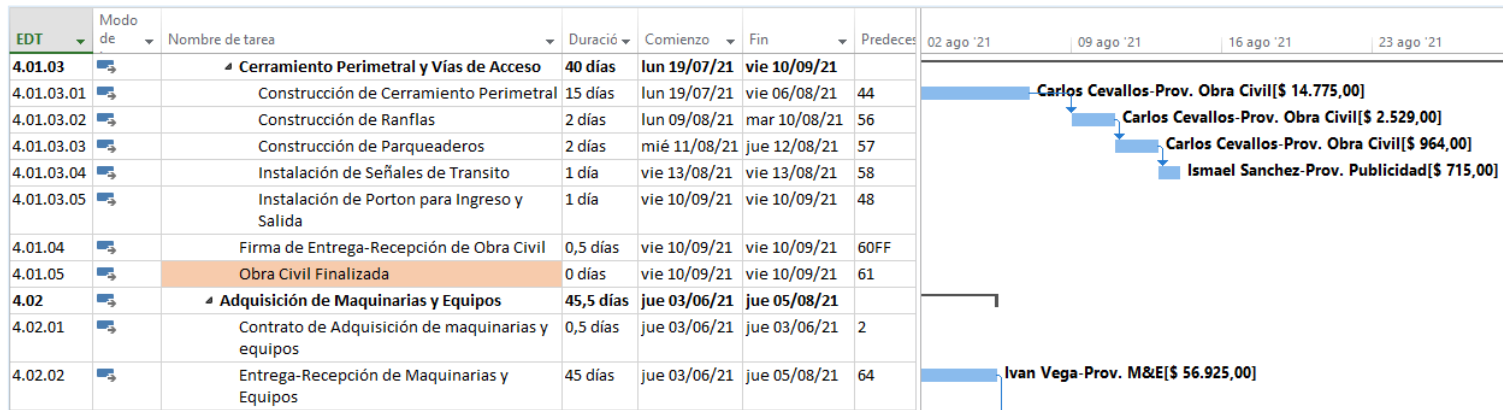 EDT Modo de Nombre de tarea Duració Comienzo Fin Predeces 02 ago '21 09 ago '21 16 ago '21 23 ago '21
4.01.03 Cerramiento Perimetral y Vías de Acceso 40 días lun 19/07/21 vie 10/09/21
4.01.03.01 Construcción de Cerramiento Perimetral 15 días lun 19/07/21 vie 06/08/21 44 Carlos Cevallos-Prov. Obra Civil[$ 14.775,00]
4.01.03.02 Construcción de Ranflas 2 días lun 09/08/21 mar 10/08/21 56 Carlos Cevallos-Prov. Obra Civil[$ 2.529,00]
4.01.03.03 Construcción de Parqueaderos 2 días mié 11/08/21 jue 12/08/21 57 Carlos Cevallos-Prov. Obra Civil[$ 964,00]
4.01.03.04 Instalación de Señales de Transito 1 día vie 13/08/21 vie 13/08/21 58 Ismael Sanchez-Prov. Publicidad[$ 715,00]
4.01.03.05 Instalación de Porton para Ingreso y 1 día vie 10/09/21 vie 10/09/21 48
Salida
4.01.04 Firma de Entrega-Recepción de Obra Civil 0,5 días vie 10/09/21 vie 10/09/21 60FF
4.01.05 Obra Civil Finalizada 0 días vie 10/09/21 vie 10/09/21 61
4.02 Adquisición de Maquinarias y Equipos 45,5 días jue 03/06/21 jue 05/08/21
4.02.01 Contrato de Adquisición de maquinarias y 0,5 días jue 03/06/21 jue 03/06/21 2
equipos
4.02.02 Entrega-Recepción de Maquinarias y 45 días jue 03/06/21 jue 05/08/21 64 Ivan Vega-Prov. M&E[$ 56.925,00]
Equipos